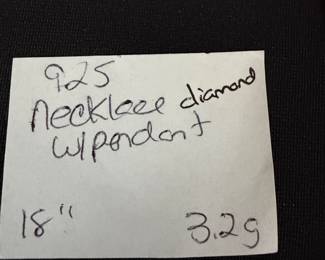 925
necklace diamond
w/pendant
18" 3.2g